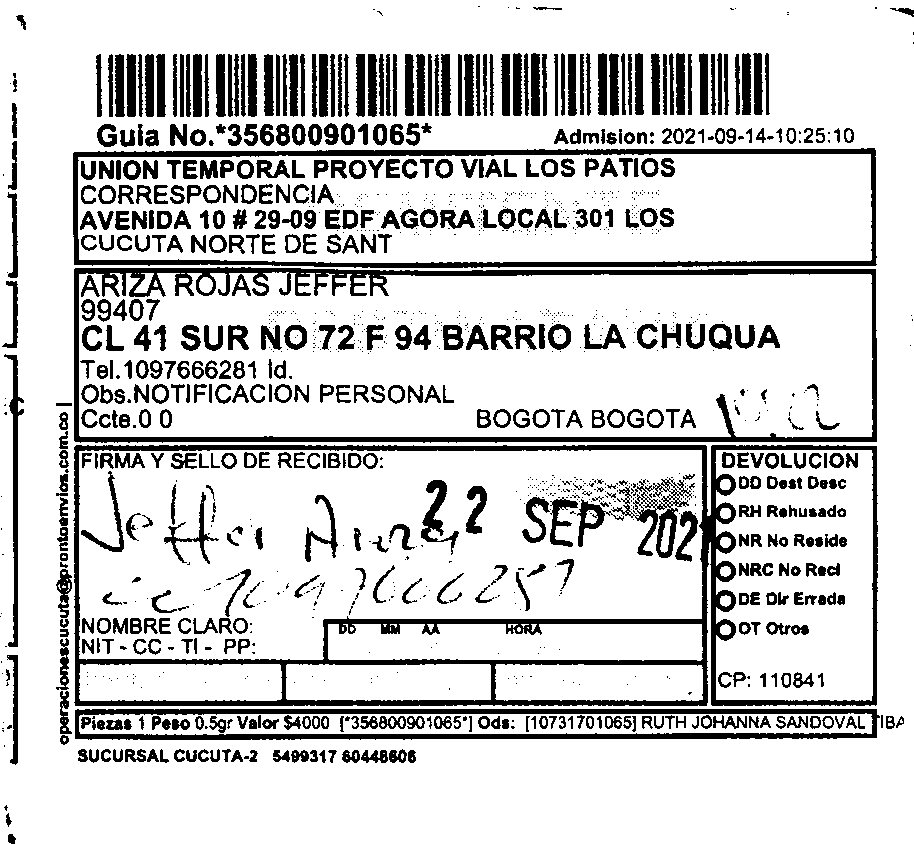 Guia No.*356800901065*
Admision: 2021-09-14-10:25:10
UNION TEMPORAL PROYECTO VIAL LOS PATIOS
CORRESPONDENCIA
AVENIDA 10 # 29-09 EDF AGORA LOCAL 301 LOS
CUCUTA NORTE DE SANT
ARIZA ROJAS JEFFER
99407
CL 41 SUR NO 72 F 94 BARRIO LA CHUQUA
Tel.1097666281 Id.
Obs.NOTIFICACION PERSONAL
Ccte.0 0
BOGOTA BOGOTA
operacionescucuta@prontoenvios.com.co
FIRMA Y SELLO DE RECIBIDO:
Jeffer Ariza
22 SEP 202
NOMBRE CLARO:
NIT - CC - TI - PP:
DD MM AA HORA
DEVOLUCION
DD Dest Desc
RH Rehusado
NR No Reside
NRC No Recl
DE Dir Errada
OT Otros
CP: 110841
Piezas 1 Peso 0.5gr Valor $4000 [*356800901065*] Ods: [10731701065] RUTH JOHANNA SANDOVAL TIBA
SUCURSAL CUCUTA-2 5499317 60448606